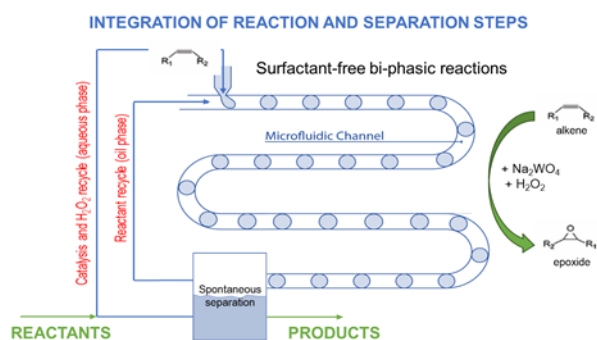 INTEGRATION OF REACTION AND SEPARATION STEPS
R₁ R₂
Surfactant-free bi-phasic reactions
Catalysis and H₂O₂ recycle (aqueous phase)
Reactant recycle (oil phase)
Microfluidic Channel
R₁ R₂
alkene
+ Na₂WO₄
+ H₂O₂
R₂ O R₁
epoxide
Spontaneous
separation
REACTANTS
PRODUCTS